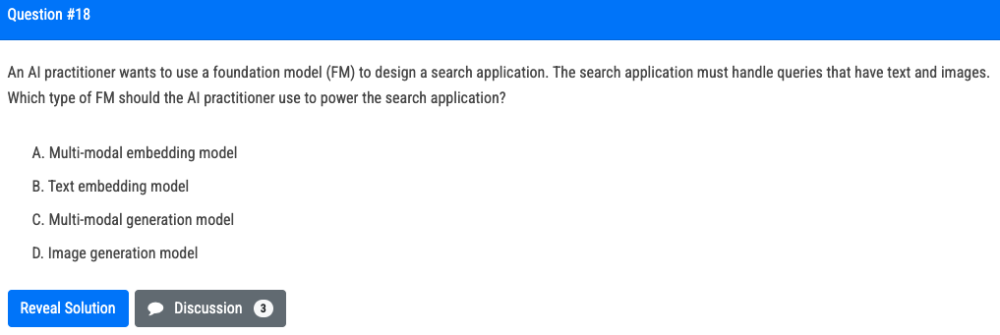 Question #18
An AI practitioner wants to use a foundation model (FM) to design a search application. The search application must handle queries that have text and images.
Which type of FM should the AI practitioner use to power the search application?
A. Multi-modal embedding model
B. Text embedding model
C. Multi-modal generation model
D. Image generation model
Reveal Solution Discussion 3